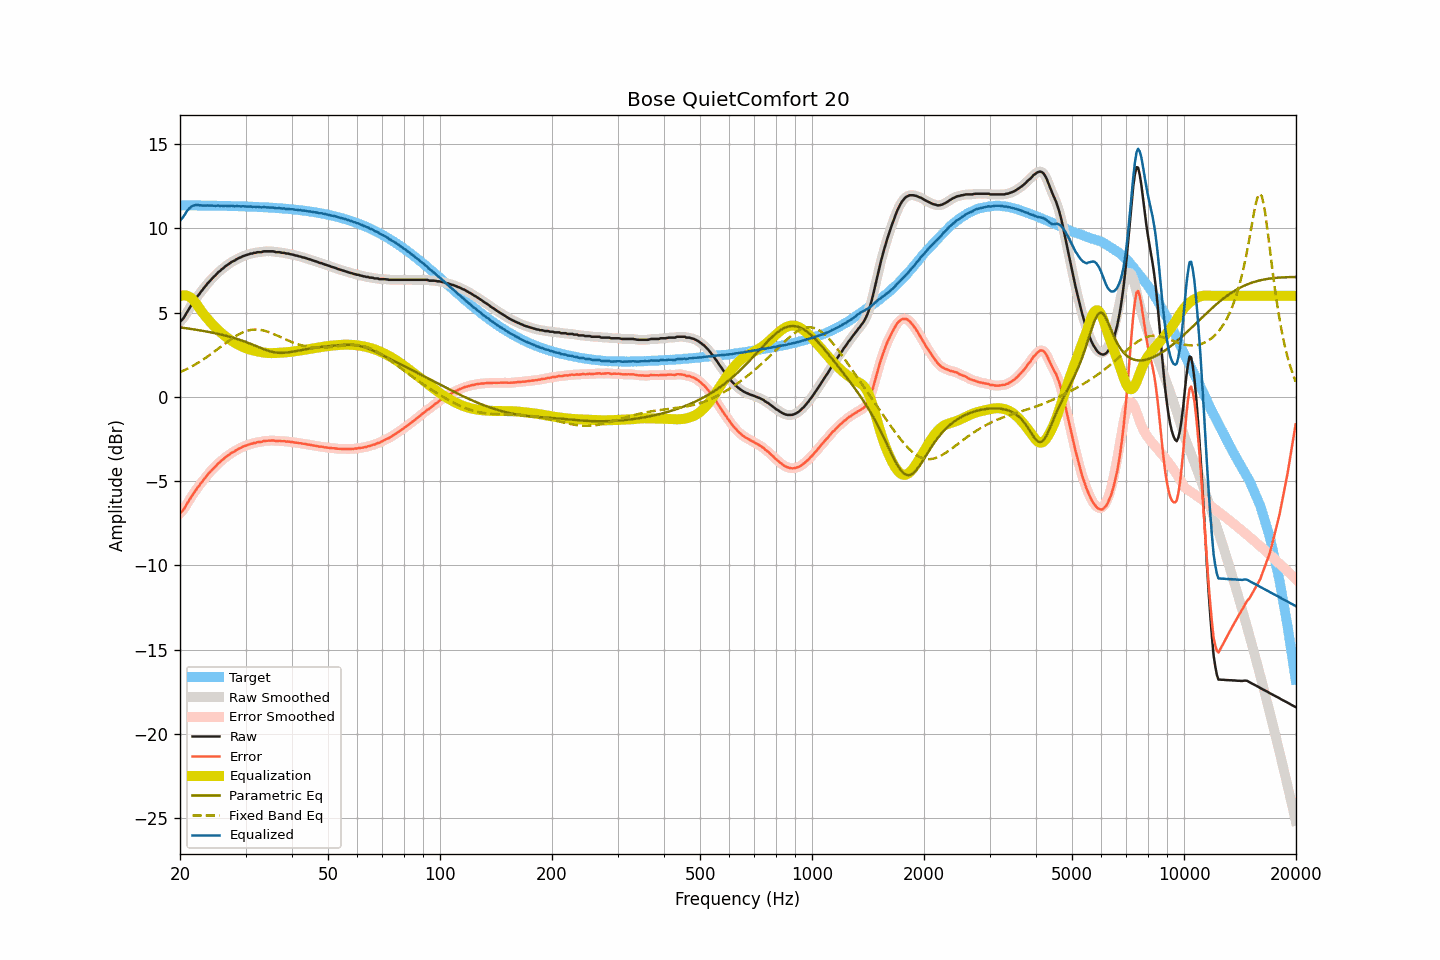 Bose QuietComfort 20
Amplitude (dBr)
15
10
5
0
−5
−10
−15
−20
−25
Target
Raw Smoothed
Error Smoothed
Raw
Error
Equalization
Parametric Eq
Fixed Band Eq
Equalized
20 50 100 200 500 1000 2000 5000 10000 20000
Frequency (Hz)